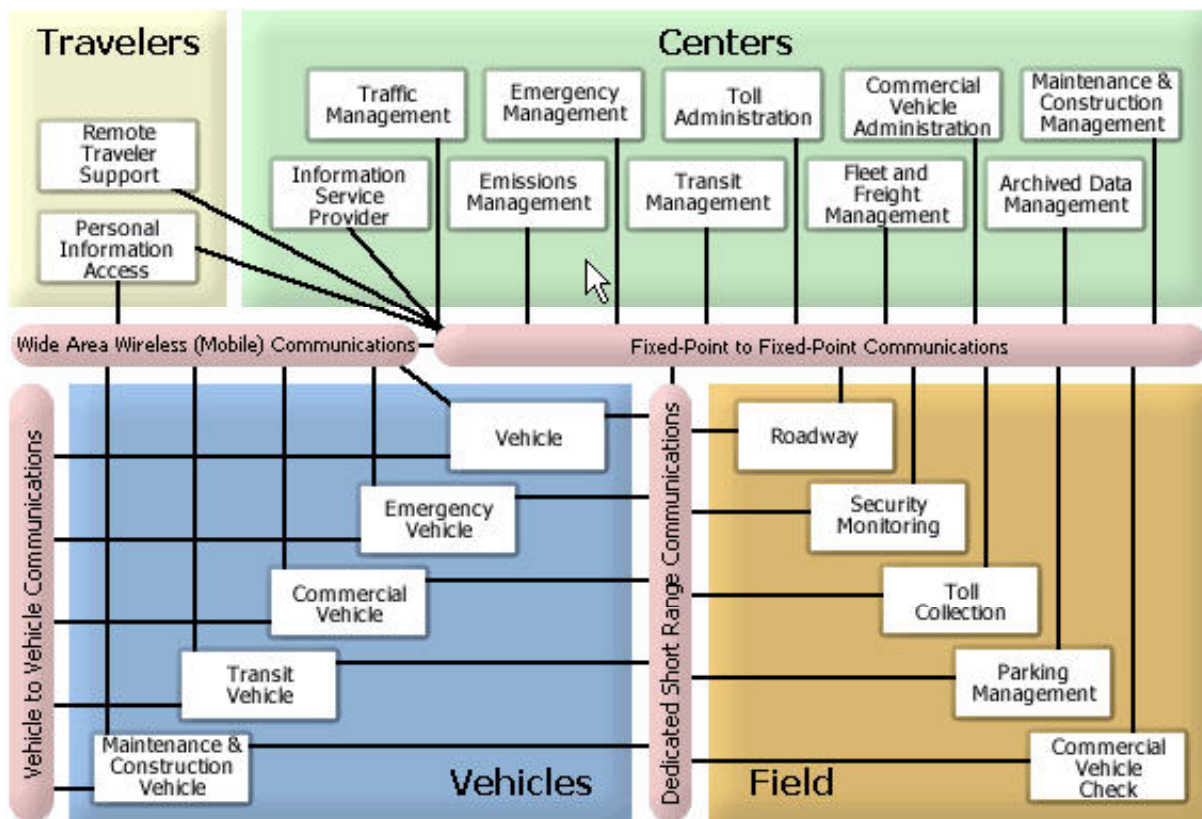 Travelers
Centers
Remote
Traveler
Support
Personal
Information
Access
Traffic
Management
Emergency
Management
Toll
Administration
Commercial
Vehicle
Administration
Maintenance &
Construction
Management
Information
Service
Provider
Emissions
Management
Transit
Management
Fleet and
Freight
Management
Archived Data
Management
Wide Area Wireless (Mobile) Communications
Fixed-Point to Fixed-Point Communications
Vehicle to Vehicle Communications
Vehicle
Emergency
Vehicle
Commercial
Vehicle
Transit
Vehicle
Maintenance &
Construction
Vehicle
Vehicles
Dedicated Short Range Communications
Roadway
Security
Monitoring
Toll
Collection
Parking
Management
Commercial
Vehicle
Check
Field